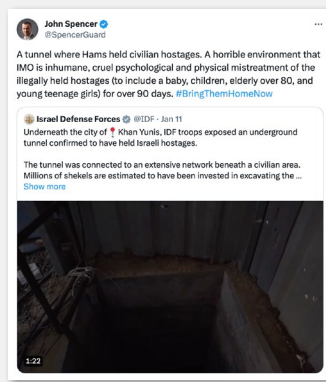 John Spencer
@SpencerGuard
A tunnel where Hams held civilian hostages. A horrible environment that
IMO is inhumane, cruel psychological and physical mistreatment of the
illegally held hostages (to include a baby, children, elderly over 80, and
young teenage girls) for over 90 days. #BringThemHomeNow
Israel Defense Forces @IDF · Jan 11
Underneath the city of 📍 Khan Yunis, IDF troops exposed an underground
tunnel confirmed to have held Israeli hostages.
The tunnel was connected to an extensive network beneath a civilian area.
Millions of shekels are estimated to have been invested in excavating the ...
Show more
1:22